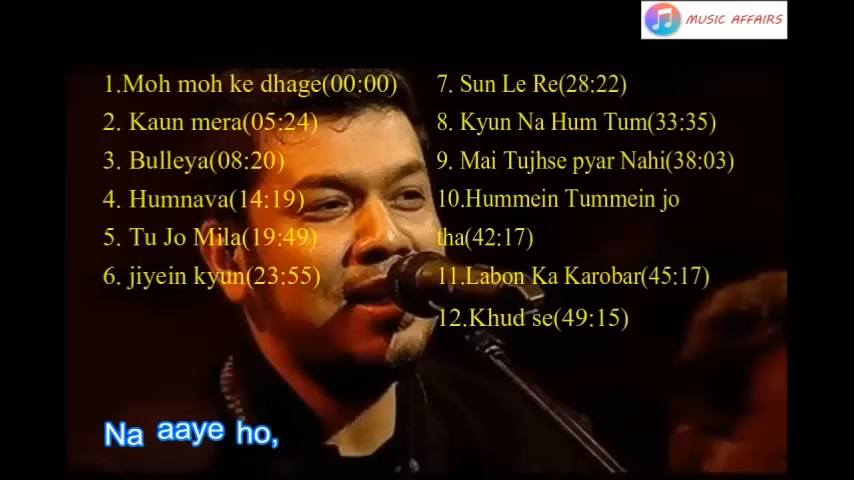 MUSIC AFFAIRS
1.Moh moh ke dhage(00:00)
2. Kaun mera(05:24)
3. Bulleya(08:20)
4. Humnava(14:19)
5. Tu Jo Mila(19:49)
6. jiyein kyun(23:55)
7. Sun Le Re(28:22)
8. Kyun Na Hum Tum(33:35)
9. Mai Tujhse pyar Nahi(38:03)
10.Hummein Tummein jo
tha(42:17)
11.Labon Ka Karobar(45:17)
12.Khud se(49:15)
Na aaye ho,